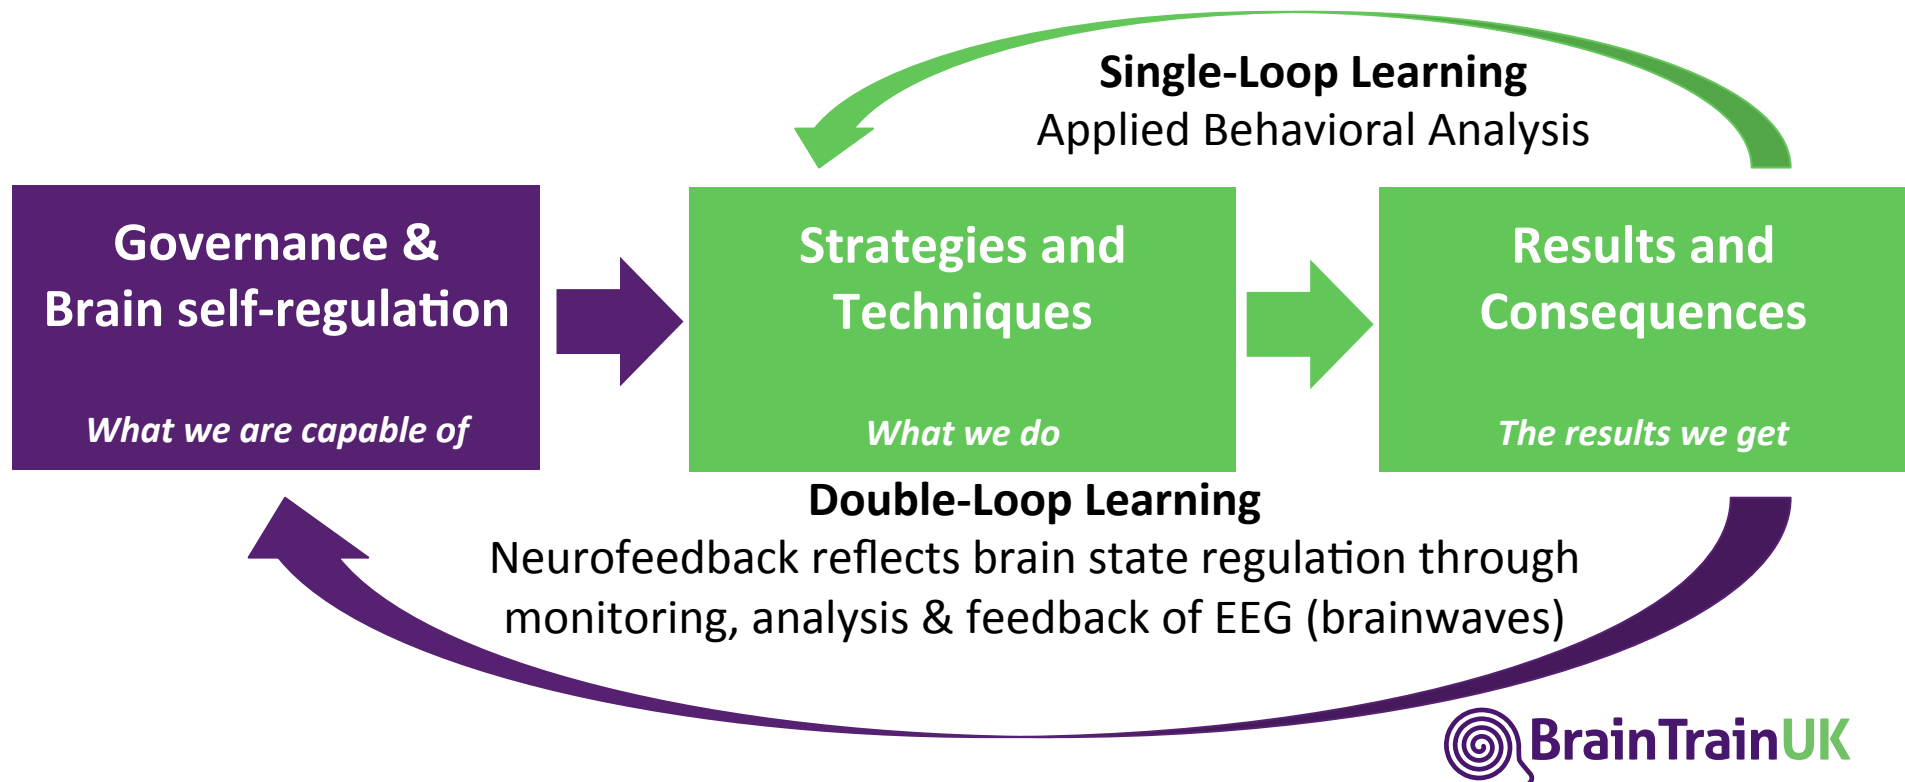 Single-Loop Learning
Applied Behavioral Analysis
Governance &
Brain self-regulation
What we are capable of
Strategies and
Techniques
What we do
Results and
Consequences
The results we get
Double-Loop Learning
Neurofeedback reflects brain state regulation through
monitoring, analysis & feedback of EEG (brainwaves)
BrainTrainUK